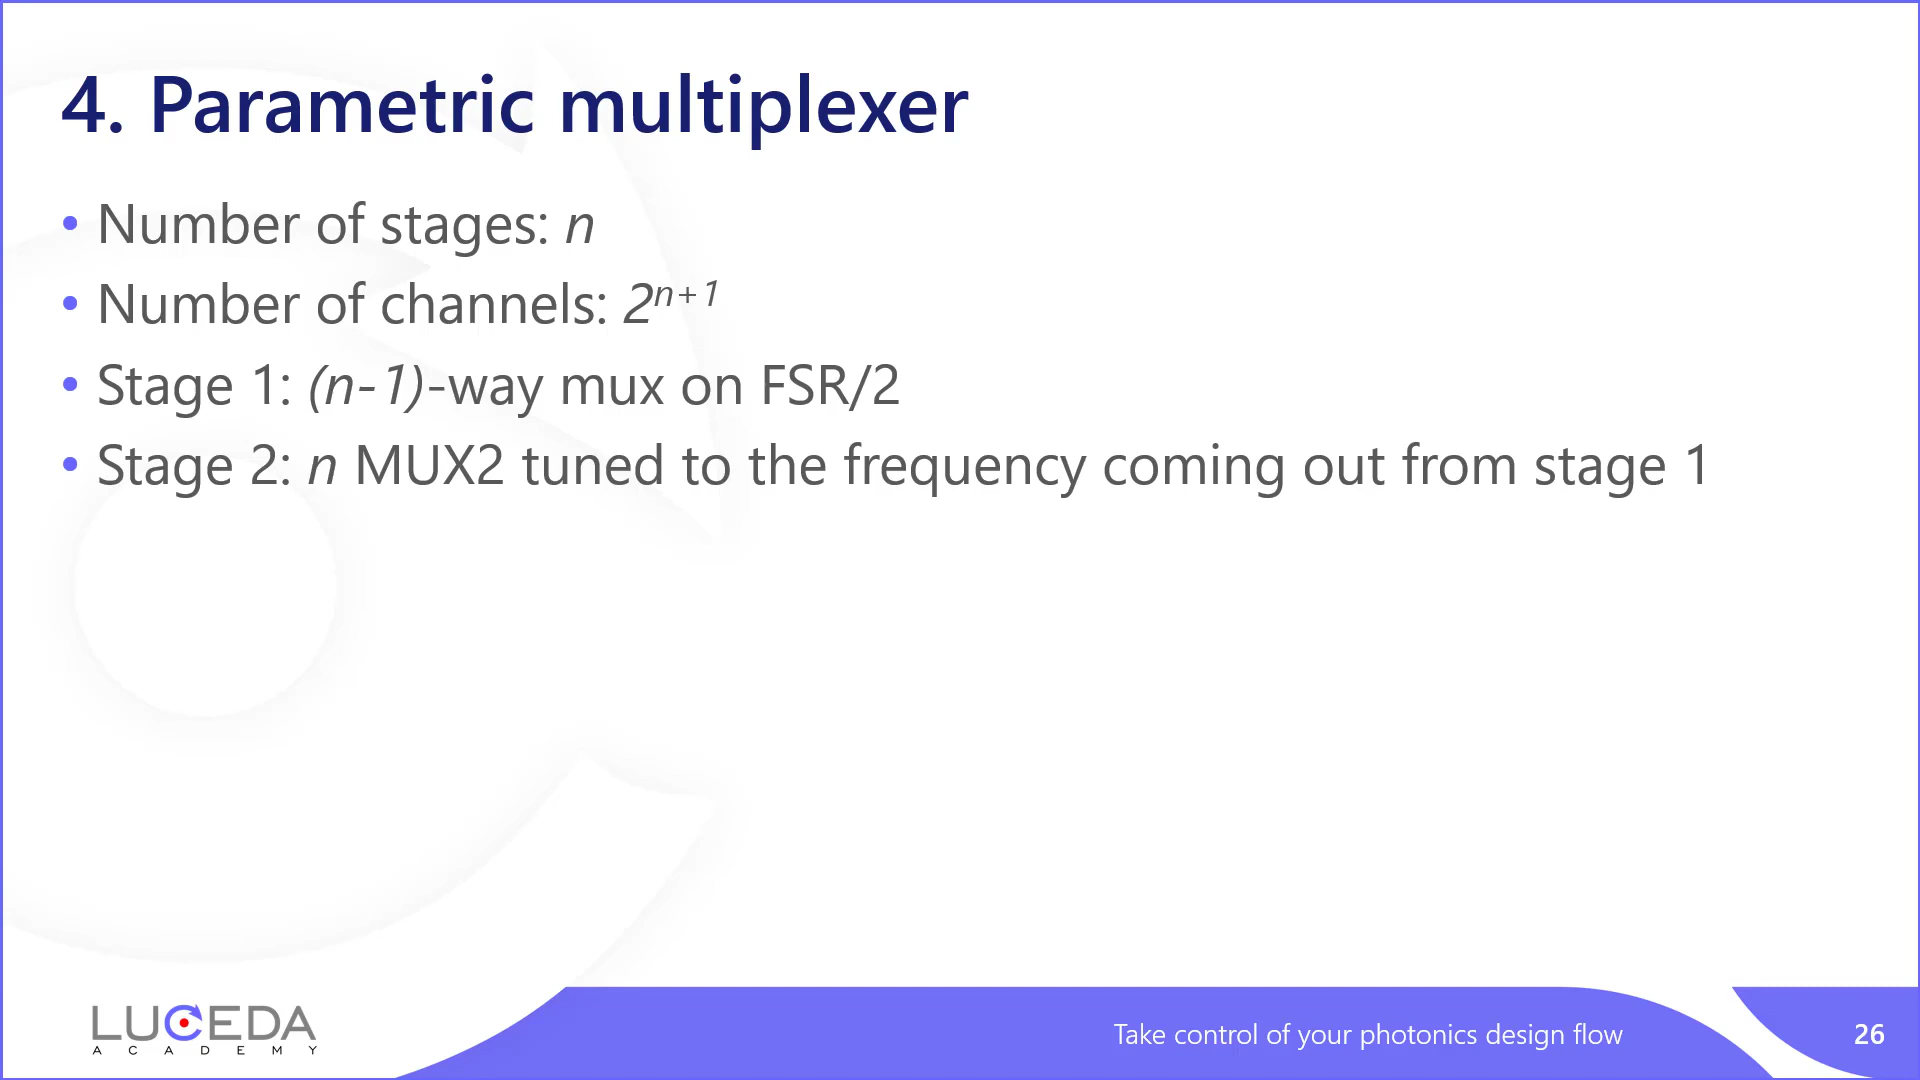 4. Parametric multiplexer
• Number of stages: n
• Number of channels: 2ⁿ⁺¹
• Stage 1: (n-1)-way mux on FSR/2
• Stage 2: n MUX2 tuned to the frequency coming out from stage 1
LUCEDA
ACADEMY
Take control of your photonics design flow
26